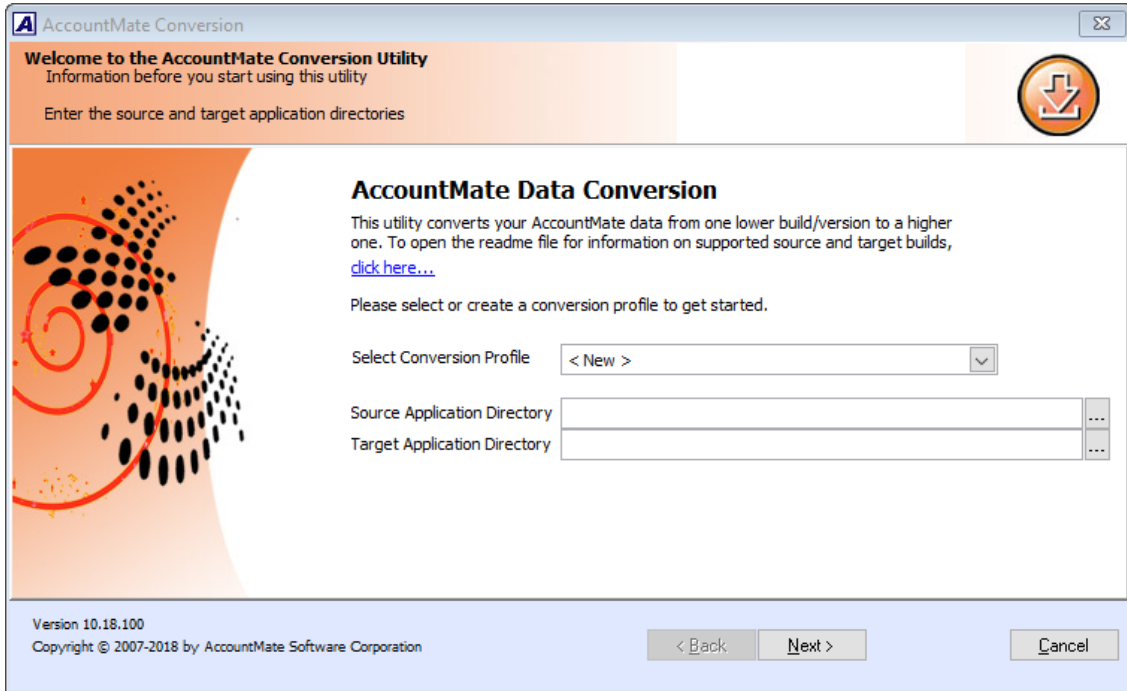 AccountMate Conversion
Welcome to the AccountMate Conversion Utility
Information before you start using this utility
Enter the source and target application directories
AccountMate Data Conversion
This utility converts your AccountMate data from one lower build/version to a higher
one. To open the readme file for information on supported source and target builds,
click here...
Please select or create a conversion profile to get started.
Select Conversion Profile < New >
Source Application Directory ...
Target Application Directory ...
Version 10.18.100
Copyright © 2007-2018 by AccountMate Software Corporation
< Back Next > Cancel